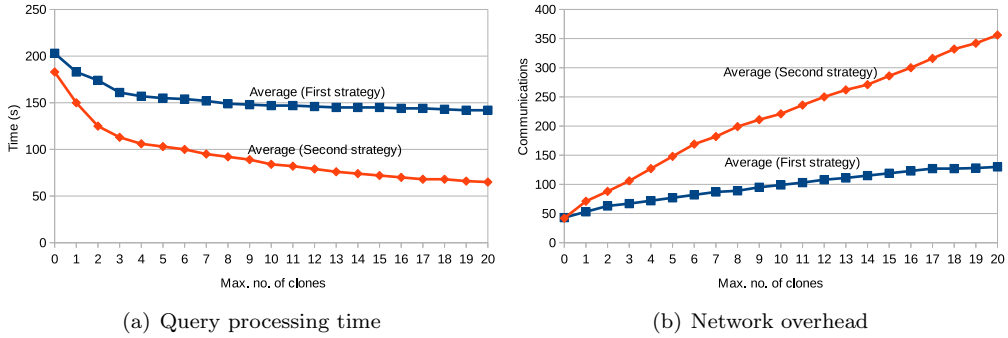 250
200
150
100
50
0
Time (s)
Average (First strategy)
Average (Second strategy)
0 1 2 3 4 5 6 7 8 9 10 11 12 13 14 15 16 17 18 19 20
Max. no. of clones
(a) Query processing time
400
350
300
250
200
150
100
50
0
Communications
Average (Second strategy)
Average (First strategy)
0 1 2 3 4 5 6 7 8 9 10 11 12 13 14 15 16 17 18 19 20
Max. no. of clones
(b) Network overhead